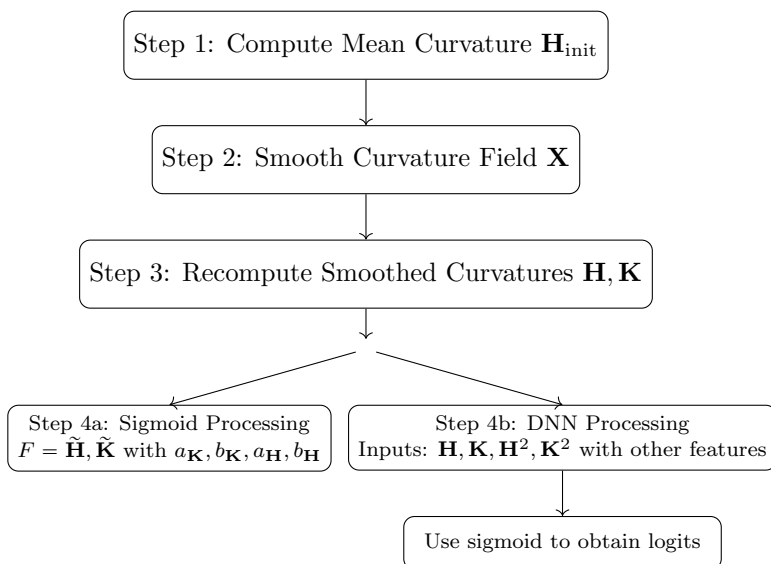 Step 1: Compute Mean Curvature H_init
Step 2: Smooth Curvature Field X
Step 3: Recompute Smoothed Curvatures H, K
Step 4a: Sigmoid Processing
F = H̃, K̃ with a_K, b_K, a_H, b_H
Step 4b: DNN Processing
Inputs: H, K, H², K² with other features
Use sigmoid to obtain logits